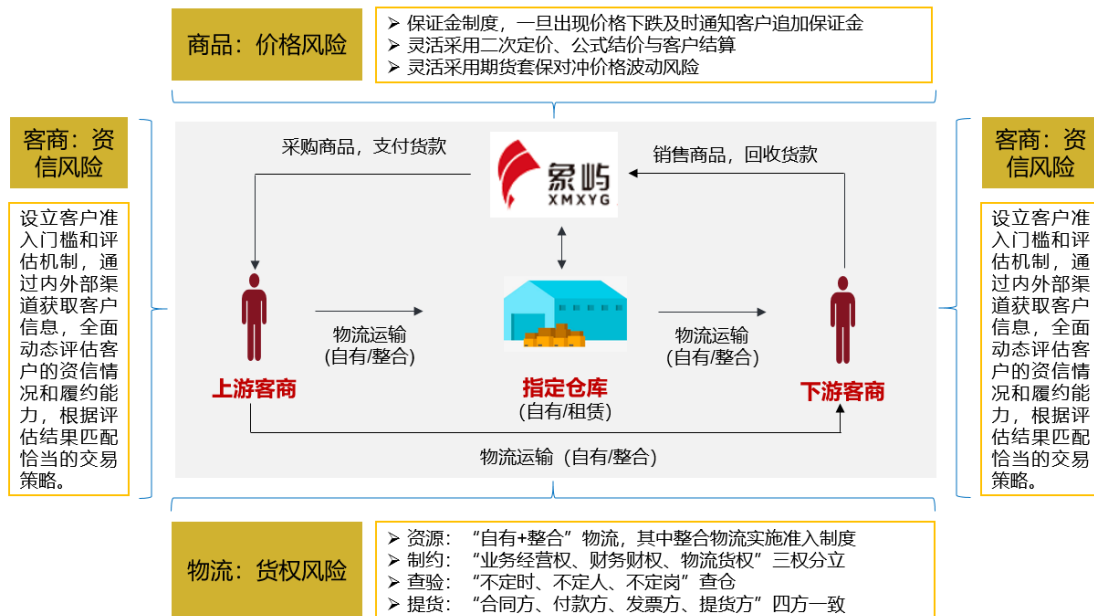 商品：价格风险
➢ 保证金制度，一旦出现价格下跌及时通知客户追加保证金
➢ 灵活采用二次定价、公式结价与客户结算
➢ 灵活采用期货套保对冲价格波动风险
客商：资
信风险
设立客户准
入门槛和评
估机制，通
过内外部渠
道获取客户
信息，全面
动态评估客
户的资信情
况和履约能
力，根据评
估结果匹配
恰当的交易
策略。
采购商品，支付货款
象屿
XMXYG
销售商品，回收货款
上游客商
物流运输
(自有/整合)
指定仓库
(自有/租赁)
物流运输
(自有/整合)
下游客商
物流运输（自有/整合）
客商：资
信风险
设立客户准
入门槛和评
估机制，通
过内外部渠
道获取客户
信息，全面
动态评估客
户的资信情
况和履约能
力，根据评
估结果匹配
恰当的交易
策略。
物流：货权风险
➢ 资源：“自有+整合”物流，其中整合物流实施准入制度
➢ 制约：“业务经营权、财务财权、物流货权”三权分立
➢ 查验：“不定时、不定人、不定岗”查仓
➢ 提货：“合同方、付款方、发票方、提货方”四方一致